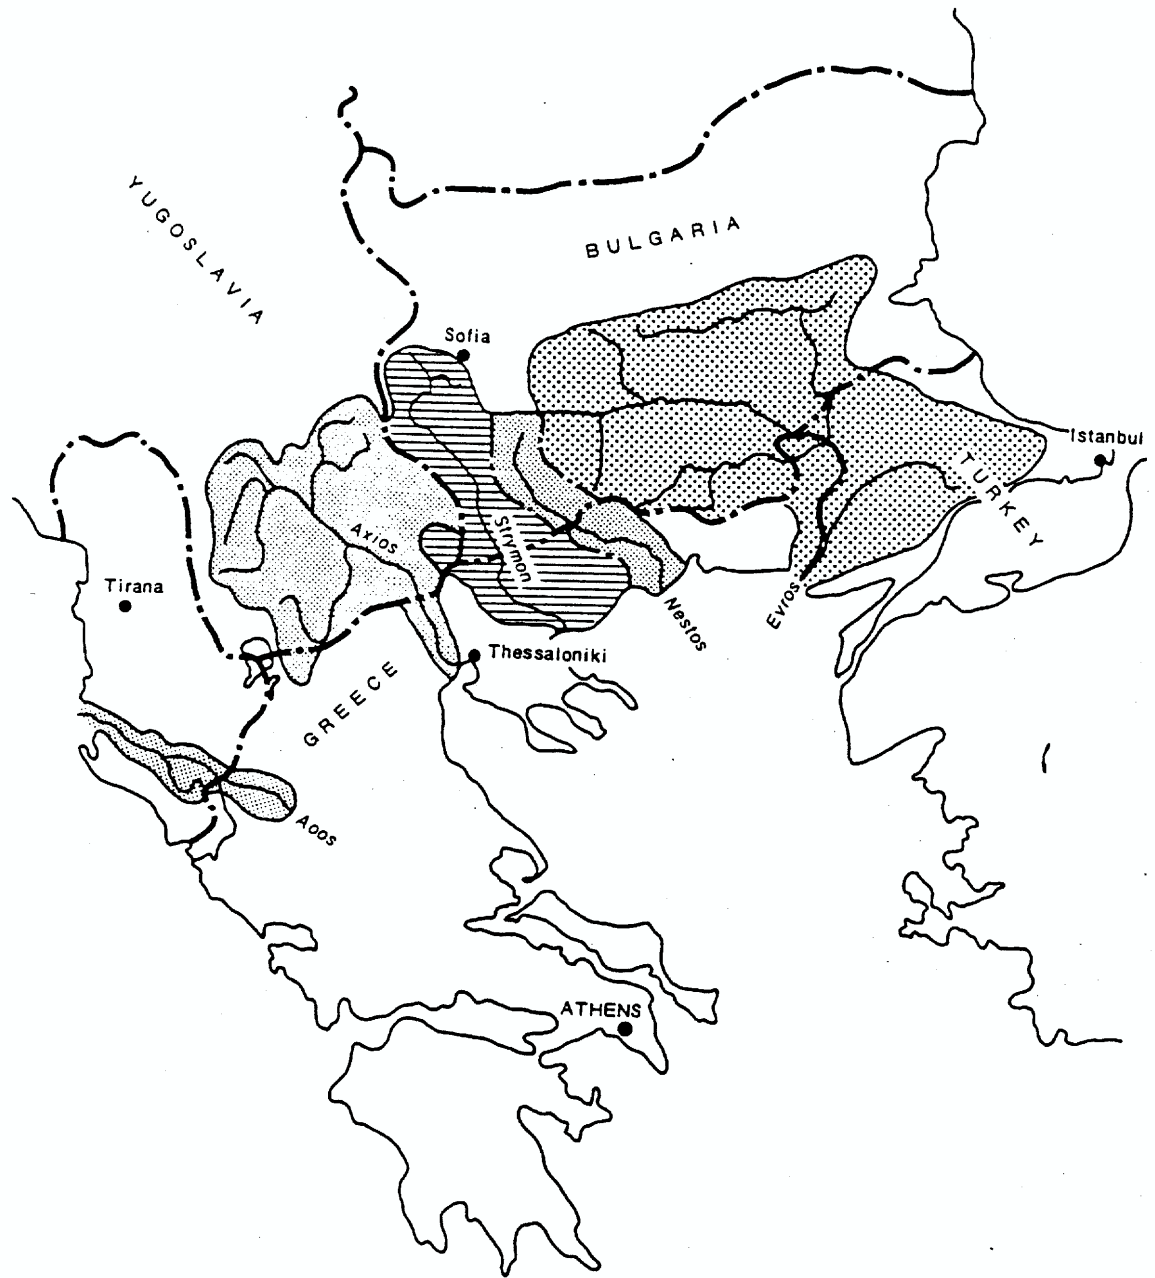 YUGOSLAVIA
BULGARIA
Sofia
Istanbul
TURKEY
Axios
Strymon
Tirana
Nestos
Evros
Thessaloniki
GREECE
Aoos
ATHENS